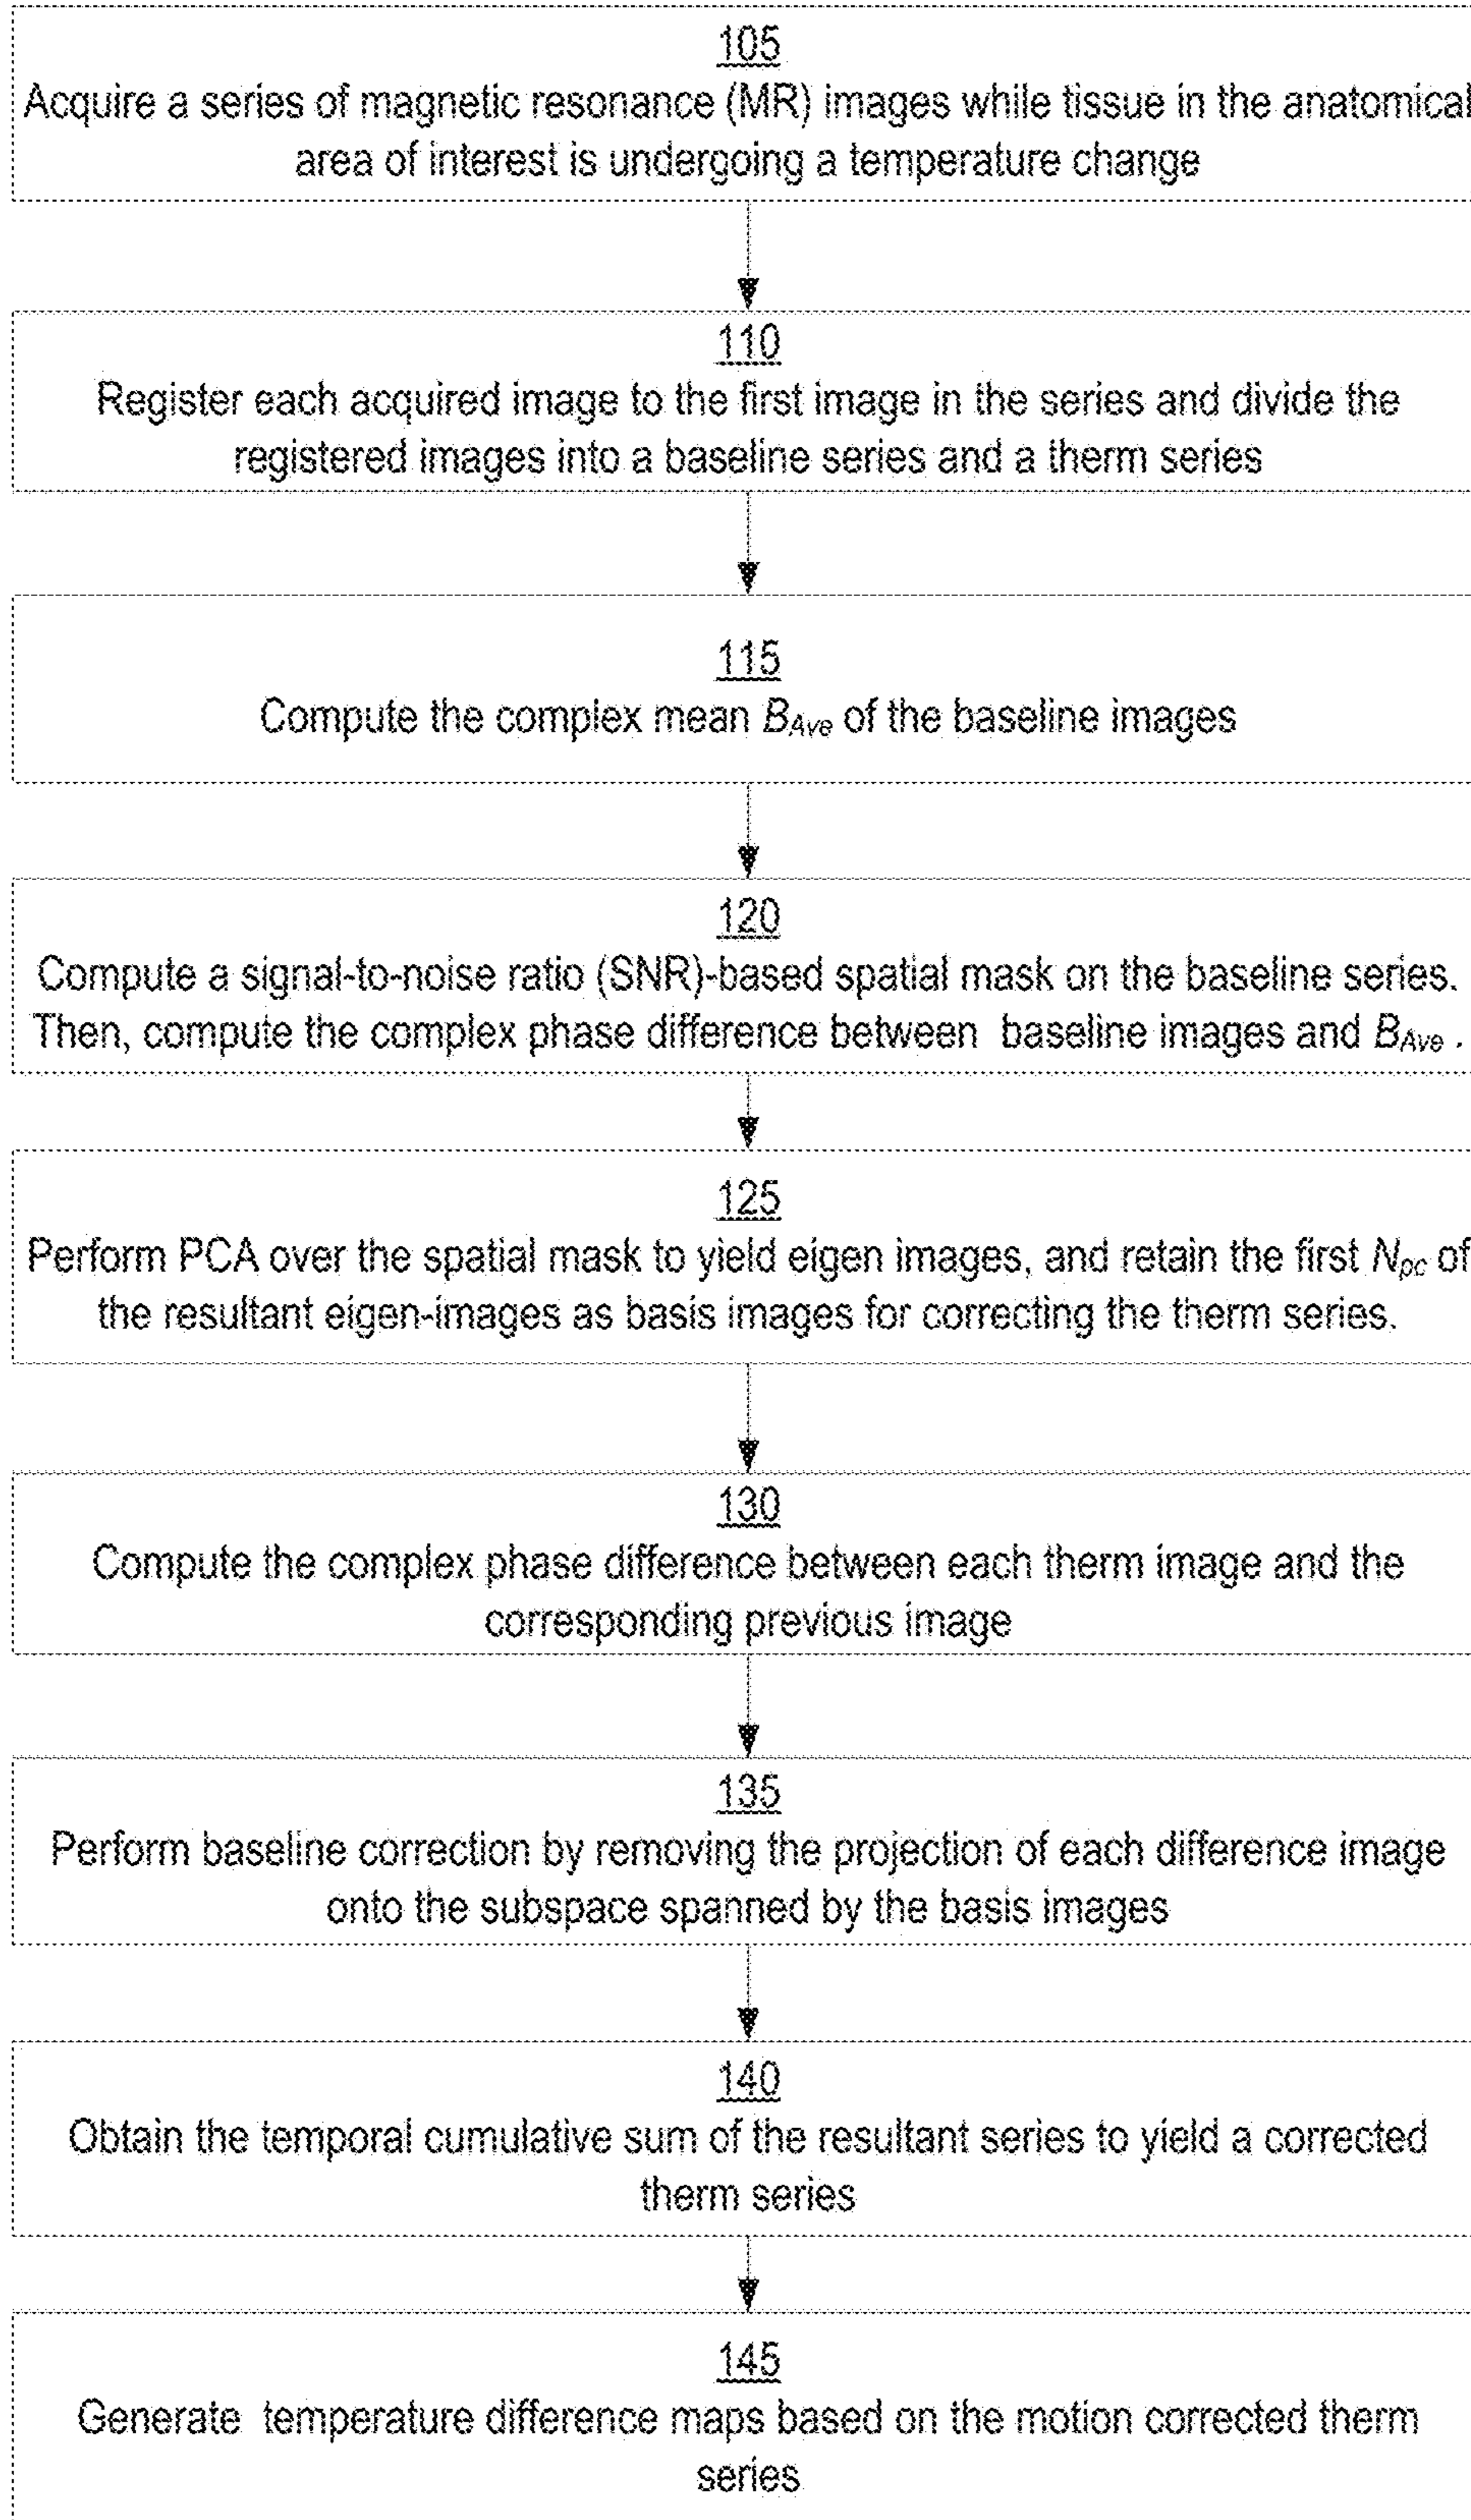 105
Acquire a series of magnetic resonance (MR) images while tissue in the anatomical
area of interest is undergoing a temperature change
110
Register each acquired image to the first image in the series and divide the
registered images into a baseline series and a therm series
115
Compute the complex mean BAve of the baseline images
120
Compute a signal-to-noise ratio (SNR)-based spatial mask on the baseline series.
Then, compute the complex phase difference between baseline images and BAve .
125
Perform PCA over the spatial mask to yield eigen images, and retain the first Npc of
the resultant eigen-images as basis images for correcting the therm series.
130
Compute the complex phase difference between each therm image and the
corresponding previous image
135
Perform baseline correction by removing the projection of each difference image
onto the subspace spanned by the basis images
140
Obtain the temporal cumulative sum of the resultant series to yield a corrected
therm series
145
Generate temperature difference maps based on the motion corrected therm
series